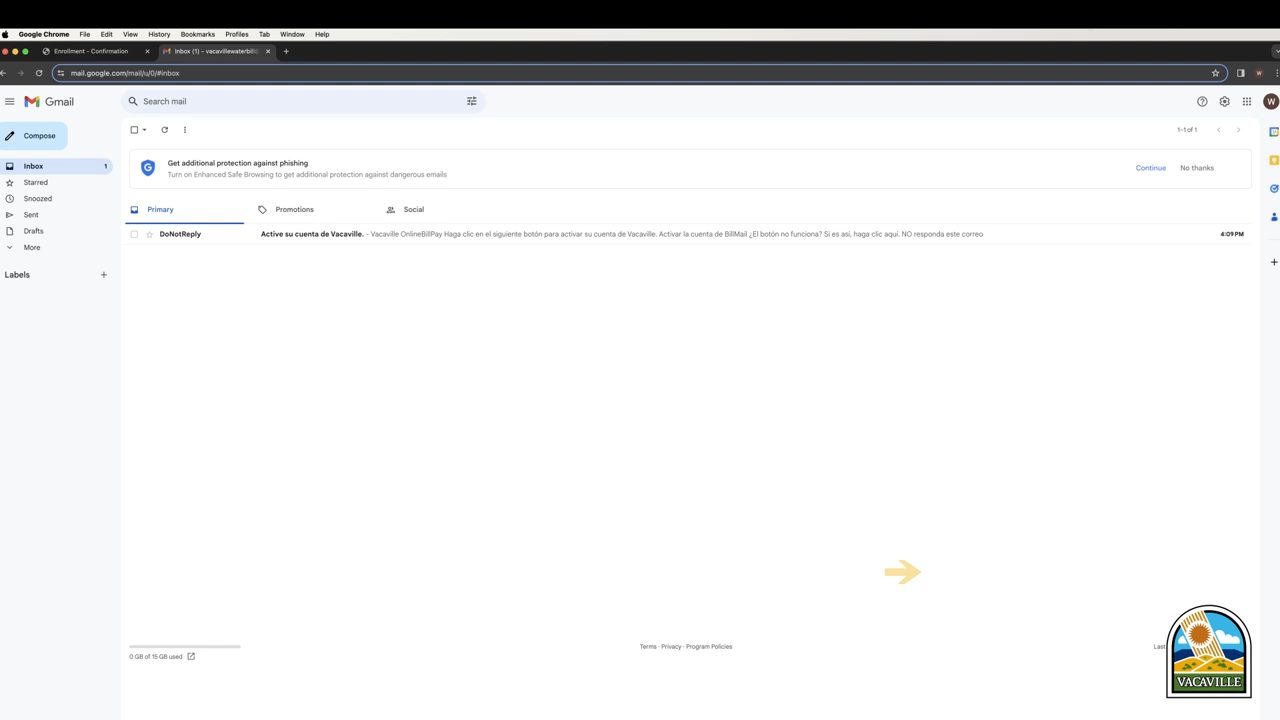 Google Chrome File Edit View History Bookmarks Profiles Tab Window Help
Enrollment - Confirmation Inbox (1) - vacavillewaterbill
mail.google.com/mail/u/0/#inbox W
Gmail Search mail W
Compose 1–1 of 1
Get additional protection against phishing
Turn on Enhanced Safe Browsing to get additional protection against dangerous emails
Continue No thanks
Inbox 1
Starred
Snoozed
Sent
Drafts
More
Labels
Primary Promotions Social
DoNotReply Active su cuenta de Vacaville. - Vacaville OnlineBillPay Haga clic en el siguiente botón para activar su cuenta de Vacaville. Activar la cuenta de BillMail ¿El botón no funciona? Si es así, haga clic aquí. NO responda este correo 4:09 PM
0 GB of 15 GB used
Terms · Privacy · Program Policies
Last
VACAVILLE